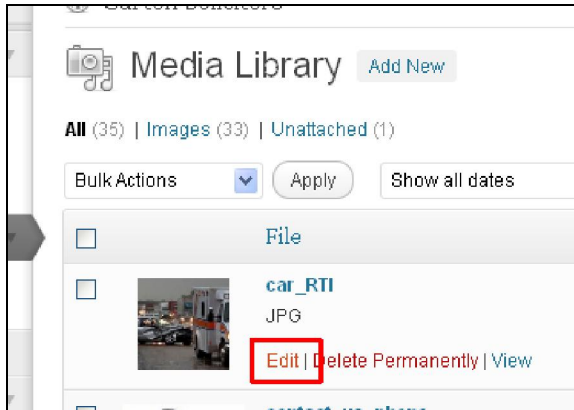 Media Library Add New
All (35) | Images (33) | Unattached (1)
Bulk Actions Apply Show all dates
File
car_RTI
JPG
Edit | Delete Permanently | View